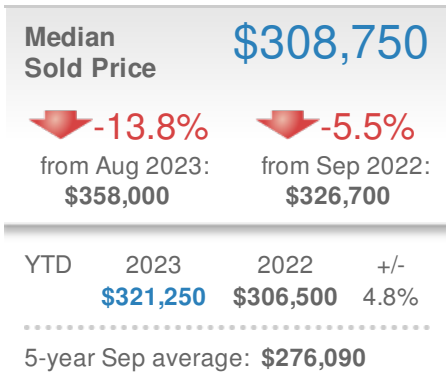 Median
Sold Price
$308,750
-13.8% -5.5%
from Aug 2023: from Sep 2022:
$358,000 $326,700
YTD 2023 2022 +/-
$321,250 $306,500 4.8%
5-year Sep average: $276,090